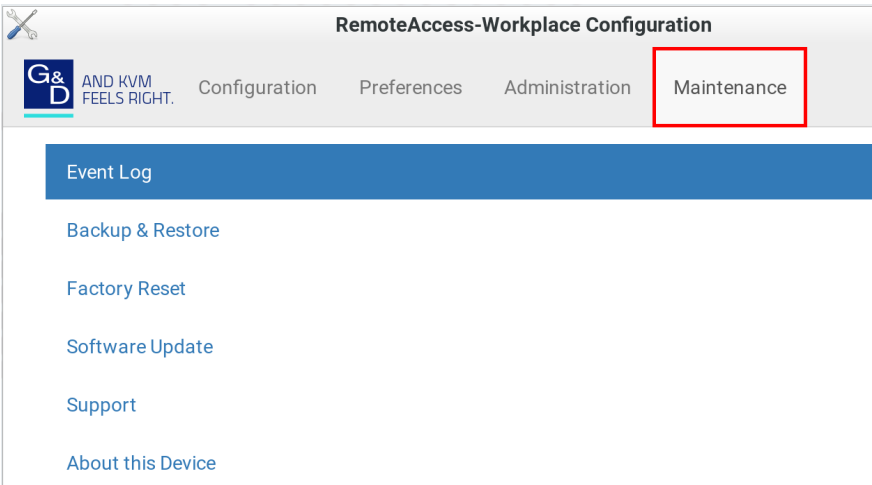 RemoteAccess-Workplace Configuration
G&D AND KVM
FEELS RIGHT.
Configuration Preferences Administration Maintenance
Event Log
Backup & Restore
Factory Reset
Software Update
Support
About this Device